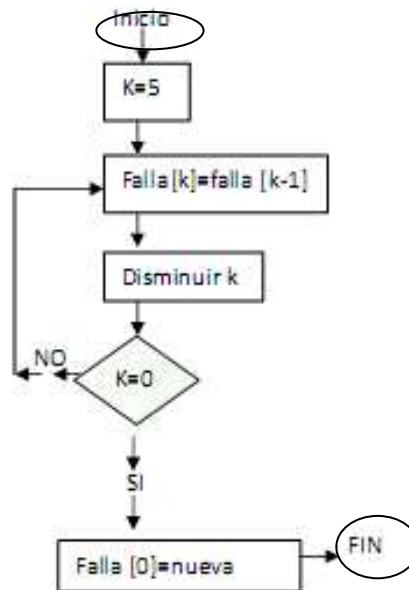 Inicio
K=5
Falla[k]=falla [k-1]
Disminuir k
NO
K=0
SI
Falla [0]=nueva
FIN